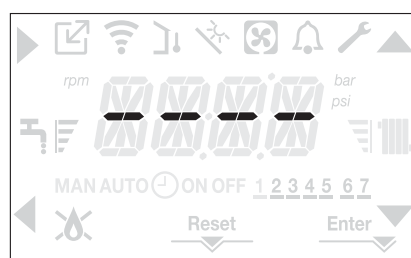 rpm
bar
psi
- - - -
MAN AUTO ON OFF 1 2 3 4 5 6 7
Reset
Enter